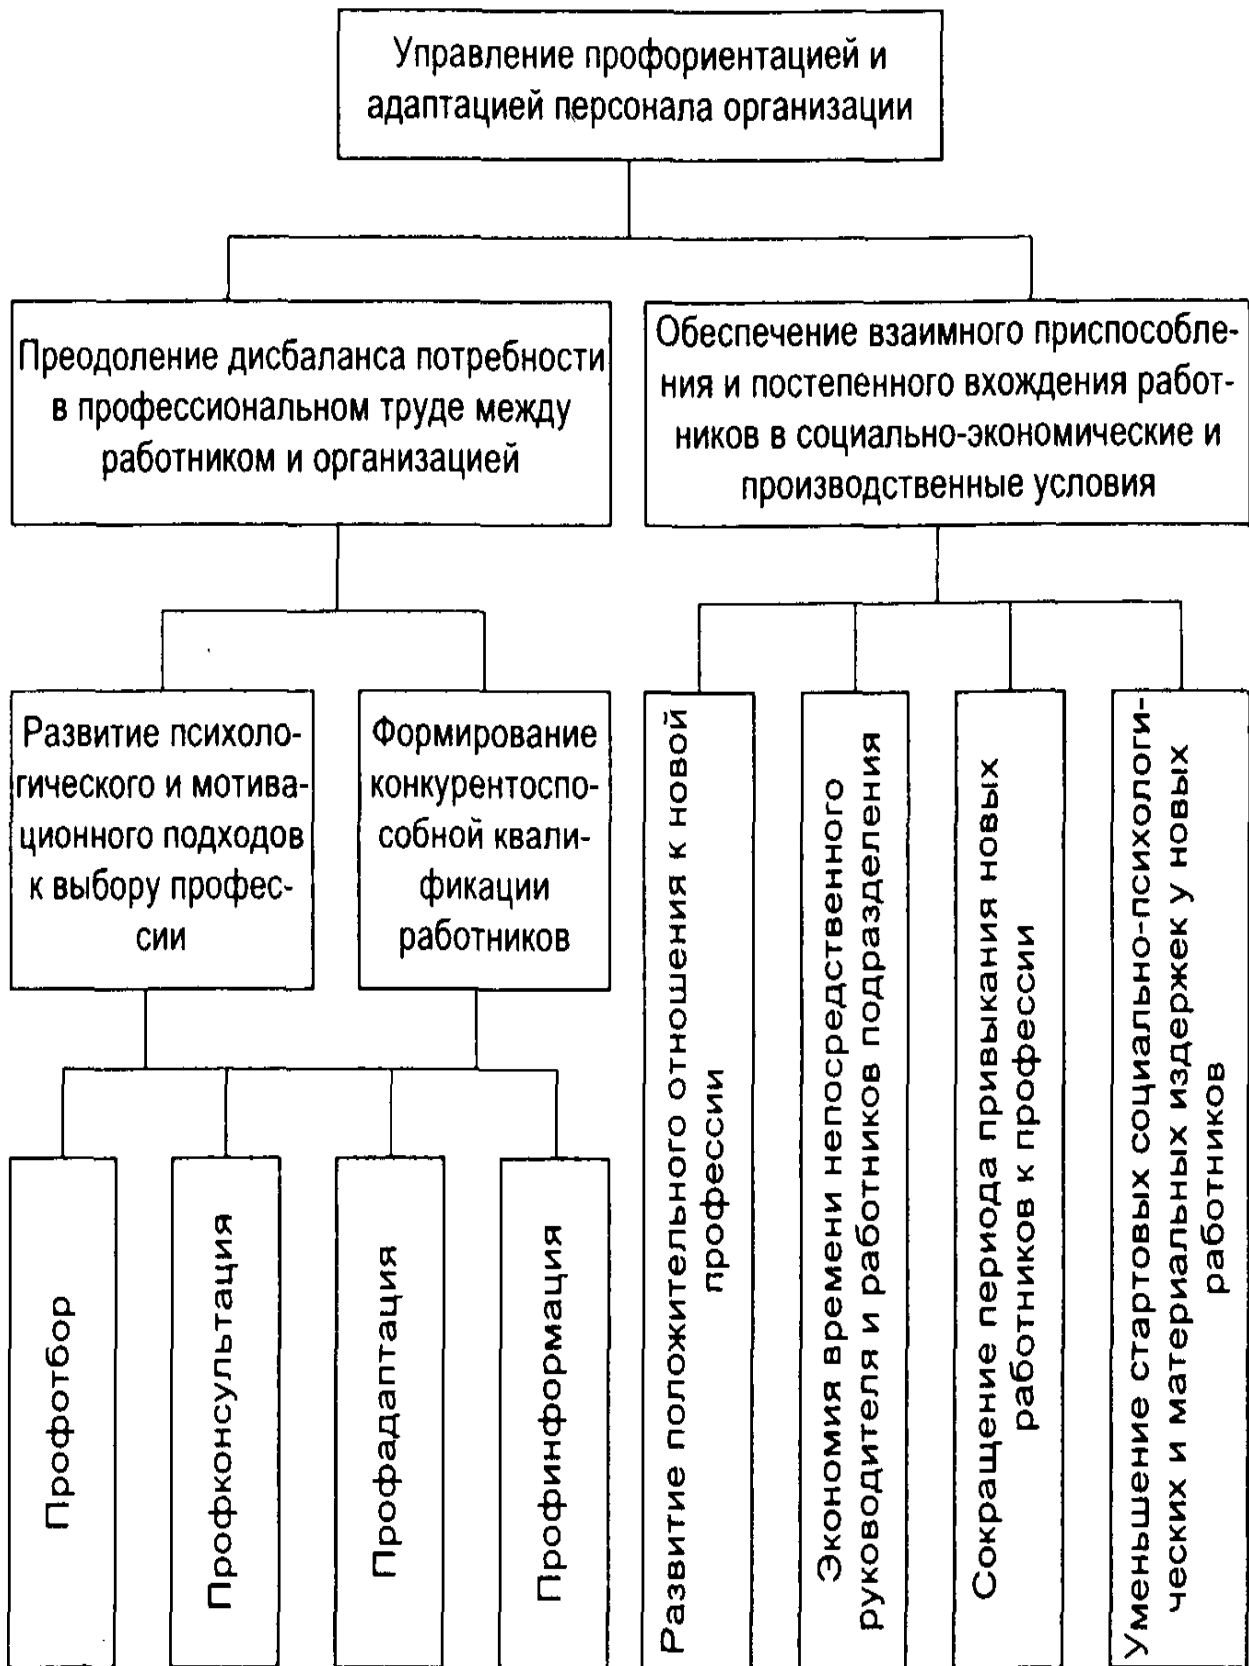 Управление профориентацией и
адаптацией персонала организации
Преодоление дисбаланса потребности
в профессиональном труде между
работником и организацией
Обеспечение взаимного приспособле-
ния и постепенного вхождения работ-
ников в социально-экономические и
производственные условия
Развитие психоло-
гического и мотива-
ционного подходов
к выбору профес-
сии
Формирование
конкурентоспо-
собной квали-
фикации
работников
Профотбор
Профконсультация
Профадаптация
Профинформация
Развитие положительного отношения к новой
профессии
Экономия времени непосредственного
руководителя и работников подразделения
Сокращение периода привыкания новых
работников к профессии
Уменьшение стартовых социально-психологи-
ческих и материальных издержек у новых
работников